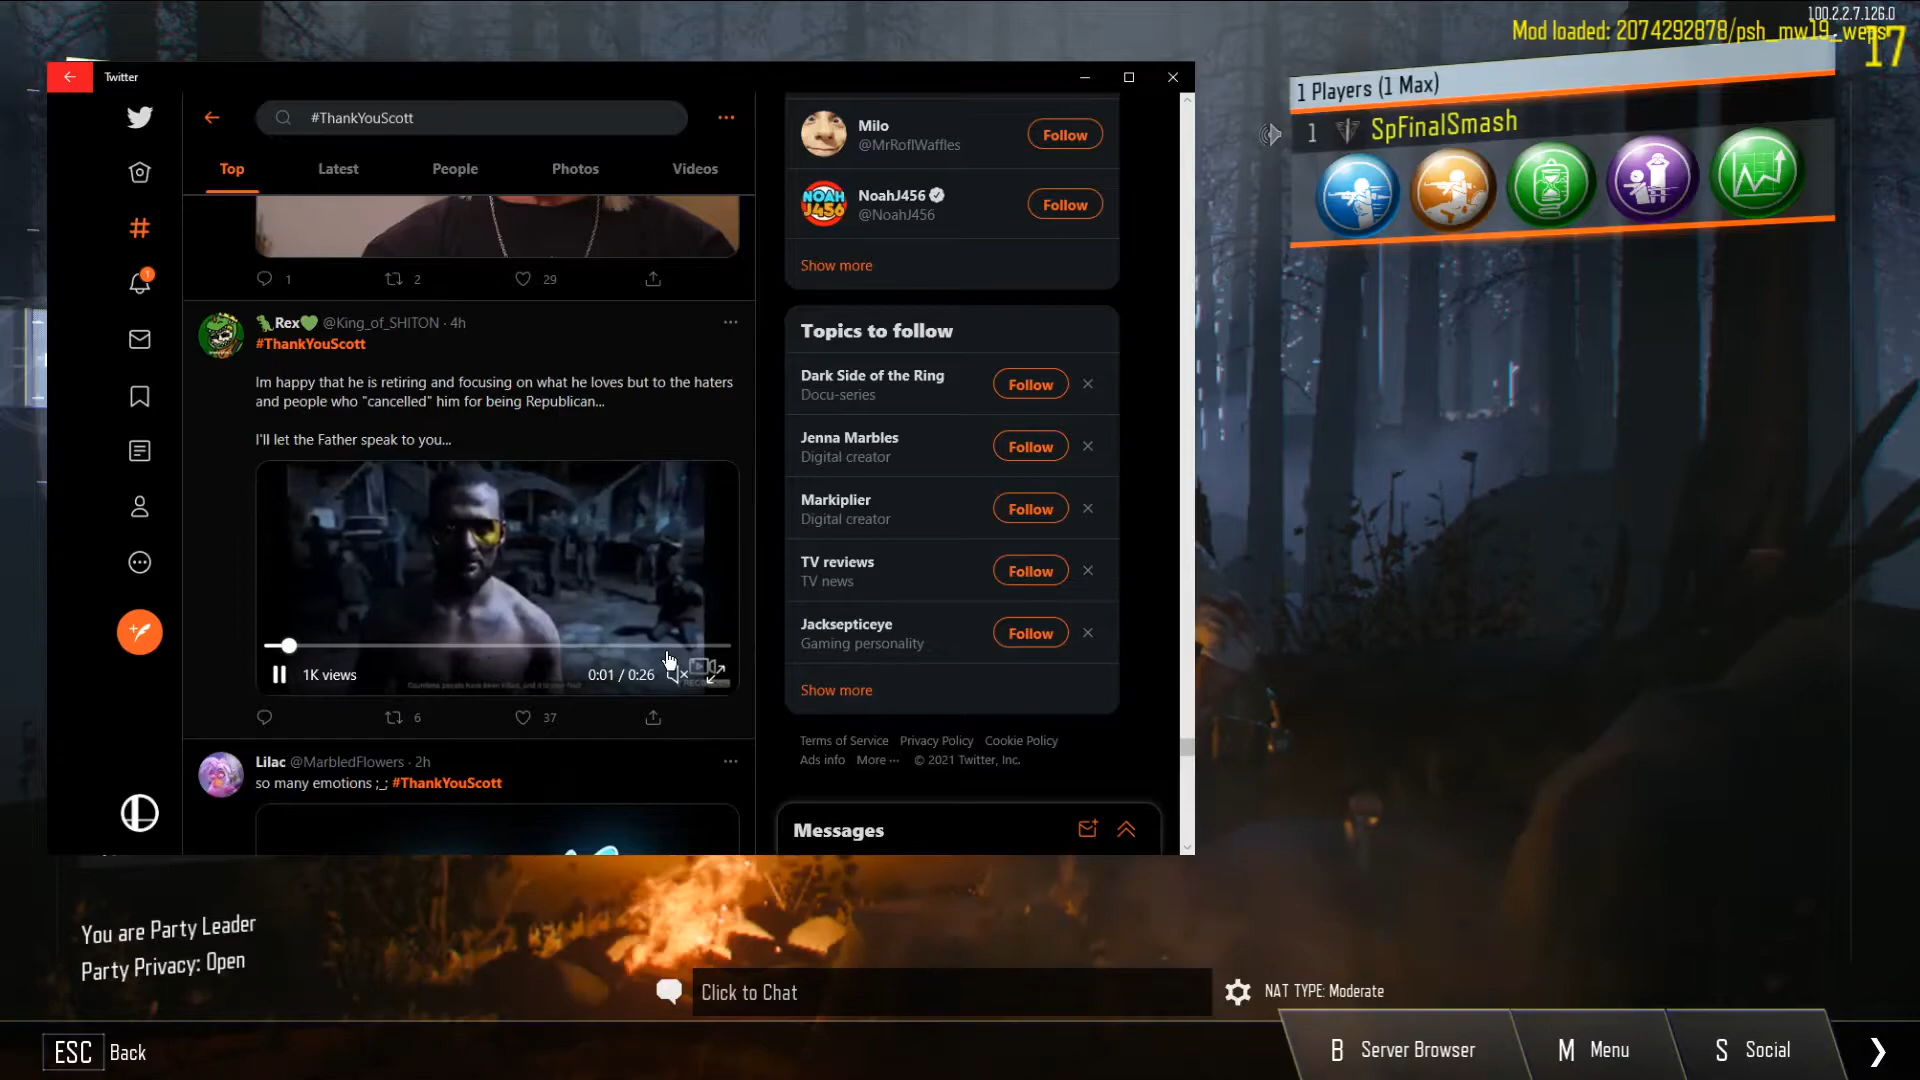 100.2.2.7.126.0
Mod loaded: 2074292878/psh_mw19_weps
17
Twitter
#ThankYouScott
Top Latest People Photos Videos
1 2 29
Rex @King_of_SHITON · 4h
#ThankYouScott
Im happy that he is retiring and focusing on what he loves but to the haters
and people who "cancelled" him for being Republican...
I'll let the Father speak to you...
1K views 0:01 / 0:26
6 37
Lilac @MarbledFlowers · 2h
so many emotions ;_; #ThankYouScott
Milo
@MrRoflWaffles
Follow
NOAH
J456
NoahJ456
@NoahJ456
Follow
Show more
Topics to follow
Dark Side of the Ring
Docu-series
Follow
Jenna Marbles
Digital creator
Follow
Markiplier
Digital creator
Follow
TV reviews
TV news
Follow
Jacksepticeye
Gaming personality
Follow
Show more
Terms of Service Privacy Policy Cookie Policy
Ads info More ··· © 2021 Twitter, Inc.
Messages
1
1 Players (1 Max)
1 SpFinalSmash
You are Party Leader
Party Privacy: Open
Click to Chat
NAT TYPE: Moderate
ESC Back
B Server Browser
M Menu
S Social